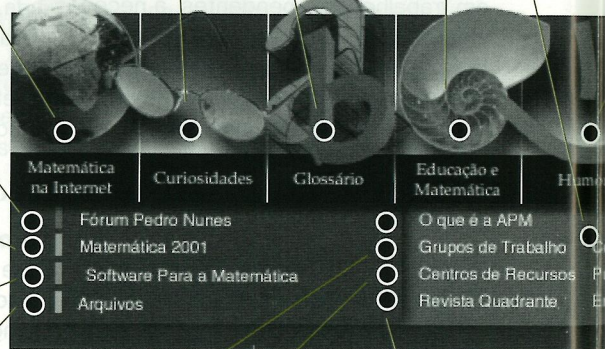 Matemática na Internet
Curiosidades
Glossário
Educação e Matemática
Fórum Pedro Nunes
Matemática 2001
Software Para a Matemática
Arquivos
O que é a APM
Grupos de Trabalho
Centros de Recursos
Revista Quadrante